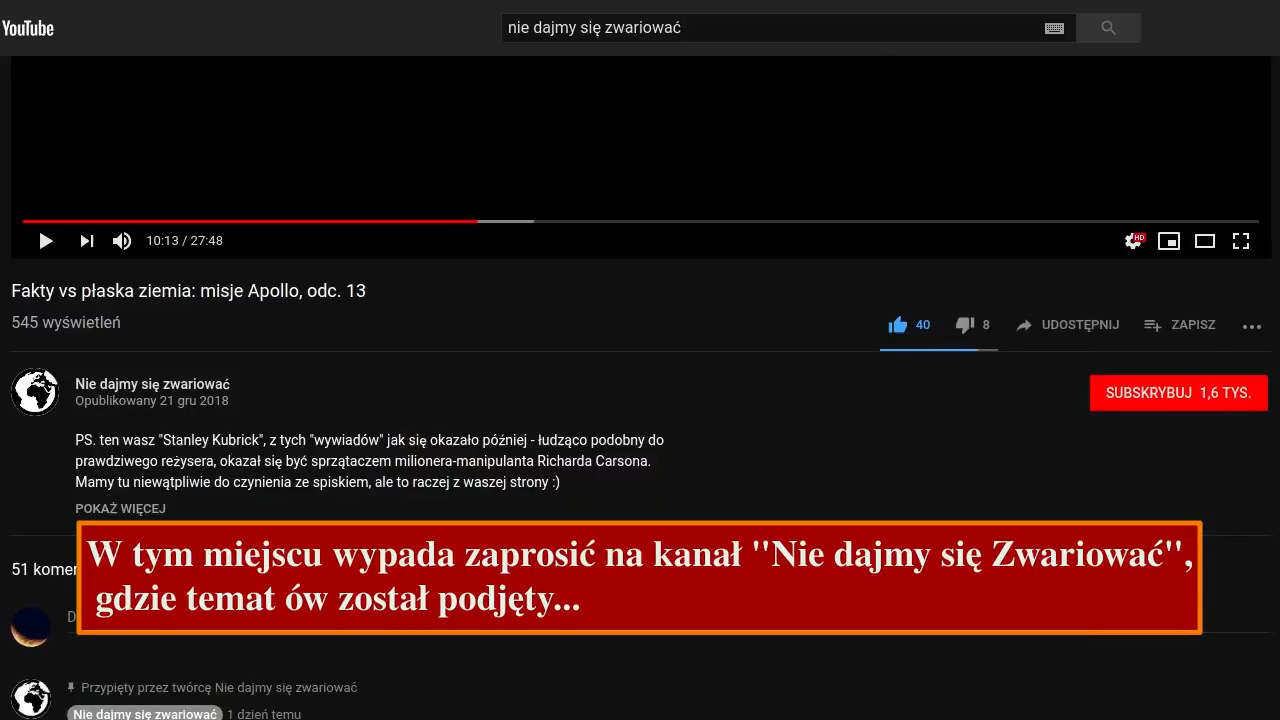 YouTube
nie dajmy się zwariować
10:13 / 27:48
HD
Fakty vs płaska ziemia: misje Apollo, odc. 13
545 wyświetleń
40
8
UDOSTĘPNIJ
ZAPISZ
Nie dajmy się zwariować
Opublikowany 21 gru 2018
SUBSKRYBUJ 1,6 TYS.
PS. ten wasz "Stanley Kubrick", z tych "wywiadów" jak się okazało później - łudząco podobny do
prawdziwego reżysera, okazał się być sprzątaczem milionera-manipulanta Richarda Carsona.
Mamy tu niewątpliwie do czynienia ze spiskiem, ale to raczej z waszej strony :)
POKAŻ WIĘCEJ
W tym miejscu wypada zaprosić na kanał "Nie dajmy się Zwariować",
gdzie temat ów został podjęty...
51 komen
D
Przypięty przez twórcę Nie dajmy się zwariować
Nie dajmy się zwariować 1 dzień temu